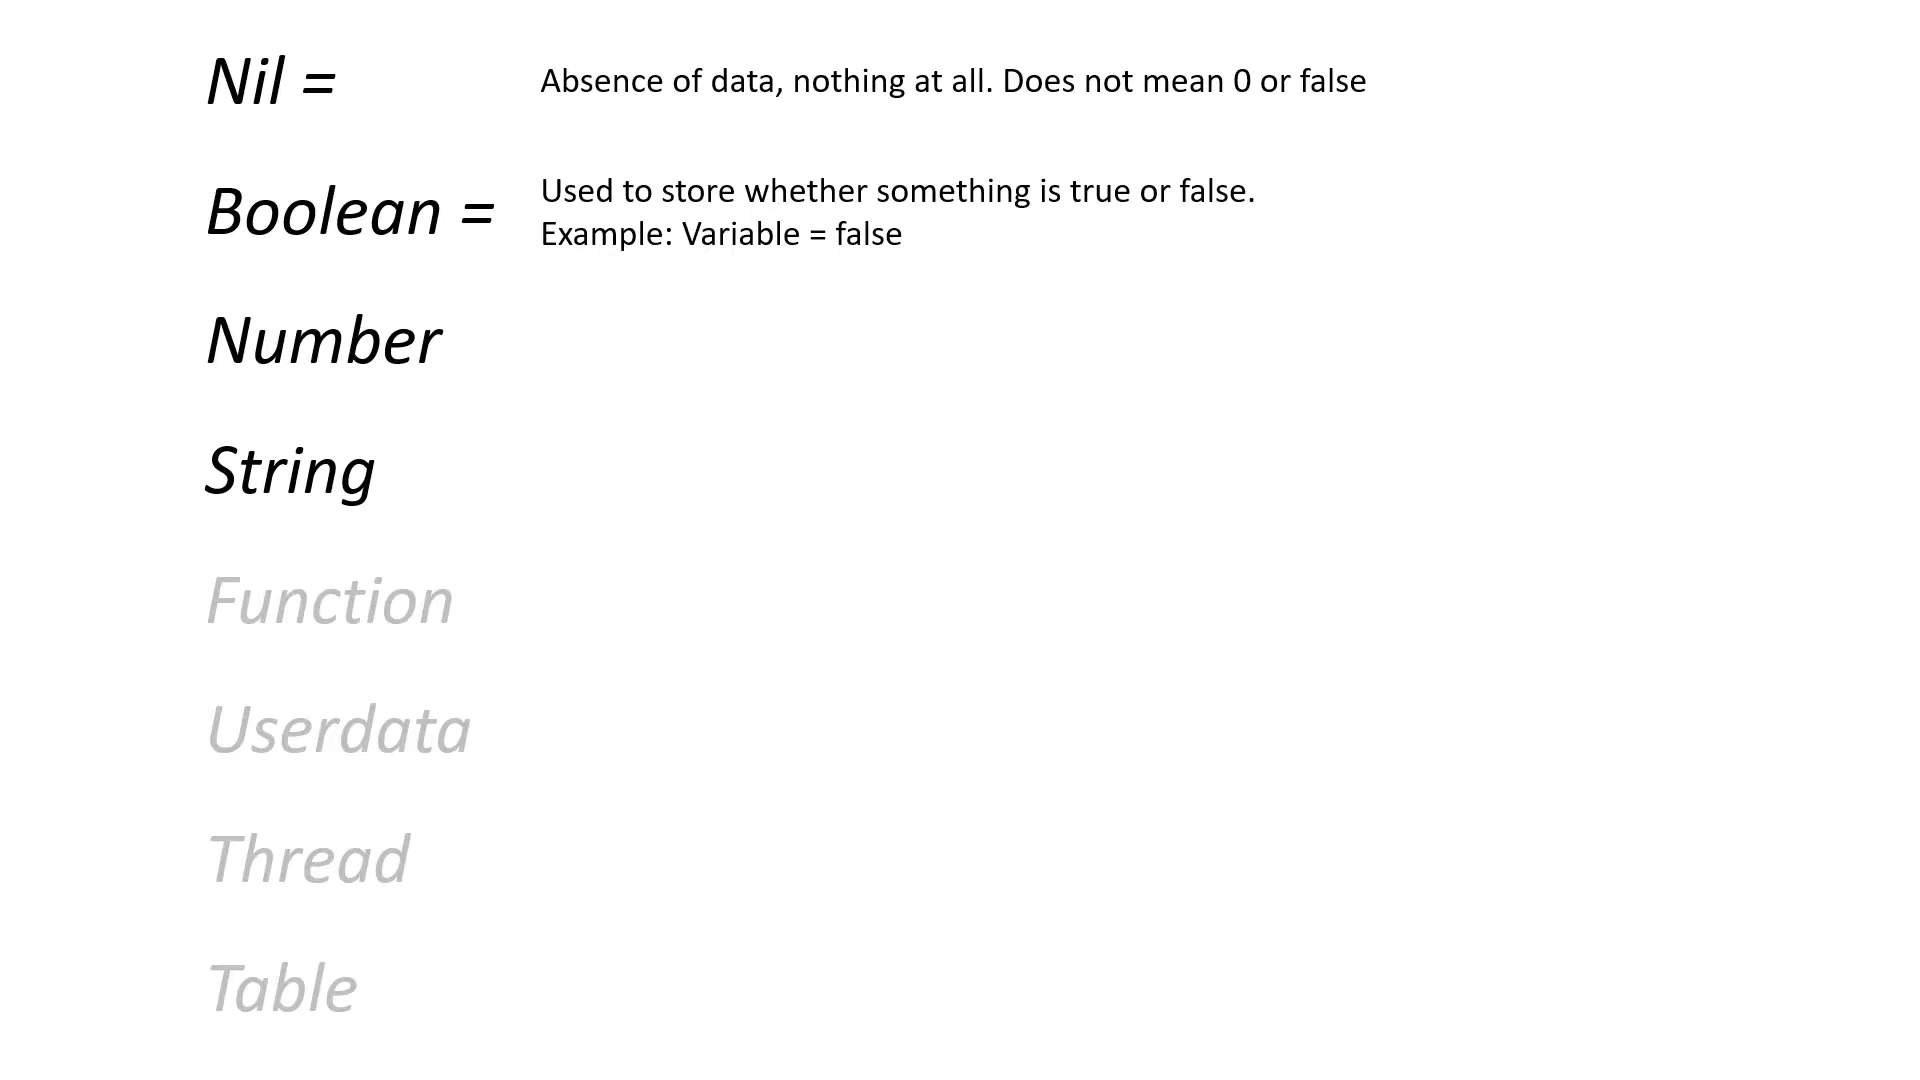 Nil =
Absence of data, nothing at all. Does not mean 0 or false
Boolean =
Used to store whether something is true or false.
Example: Variable = false
Number
String
Function
Userdata
Thread
Table